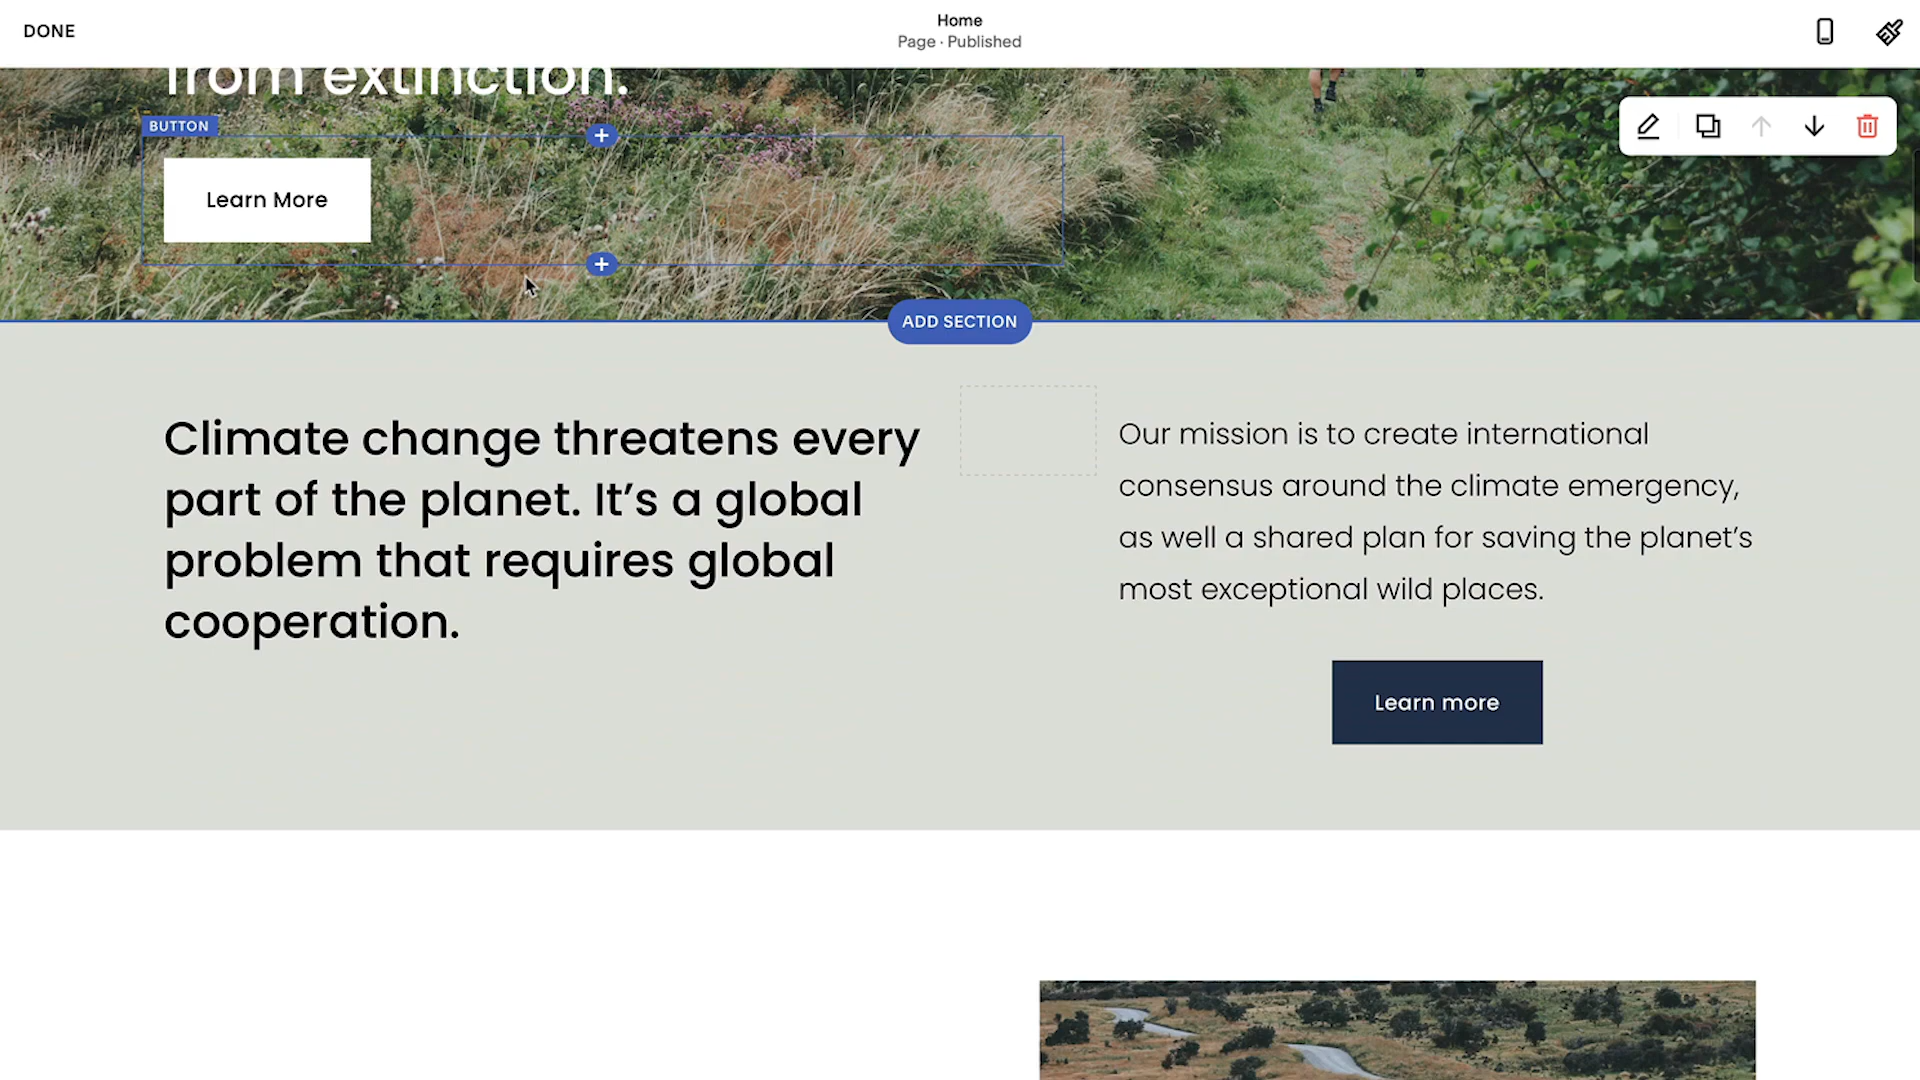 DONE
Home
Page · Published
from extinction.
BUTTON
Learn More
ADD SECTION
Climate change threatens every
part of the planet. It’s a global
problem that requires global
cooperation.
Our mission is to create international
consensus around the climate emergency,
as well a shared plan for saving the planet’s
most exceptional wild places.
Learn more